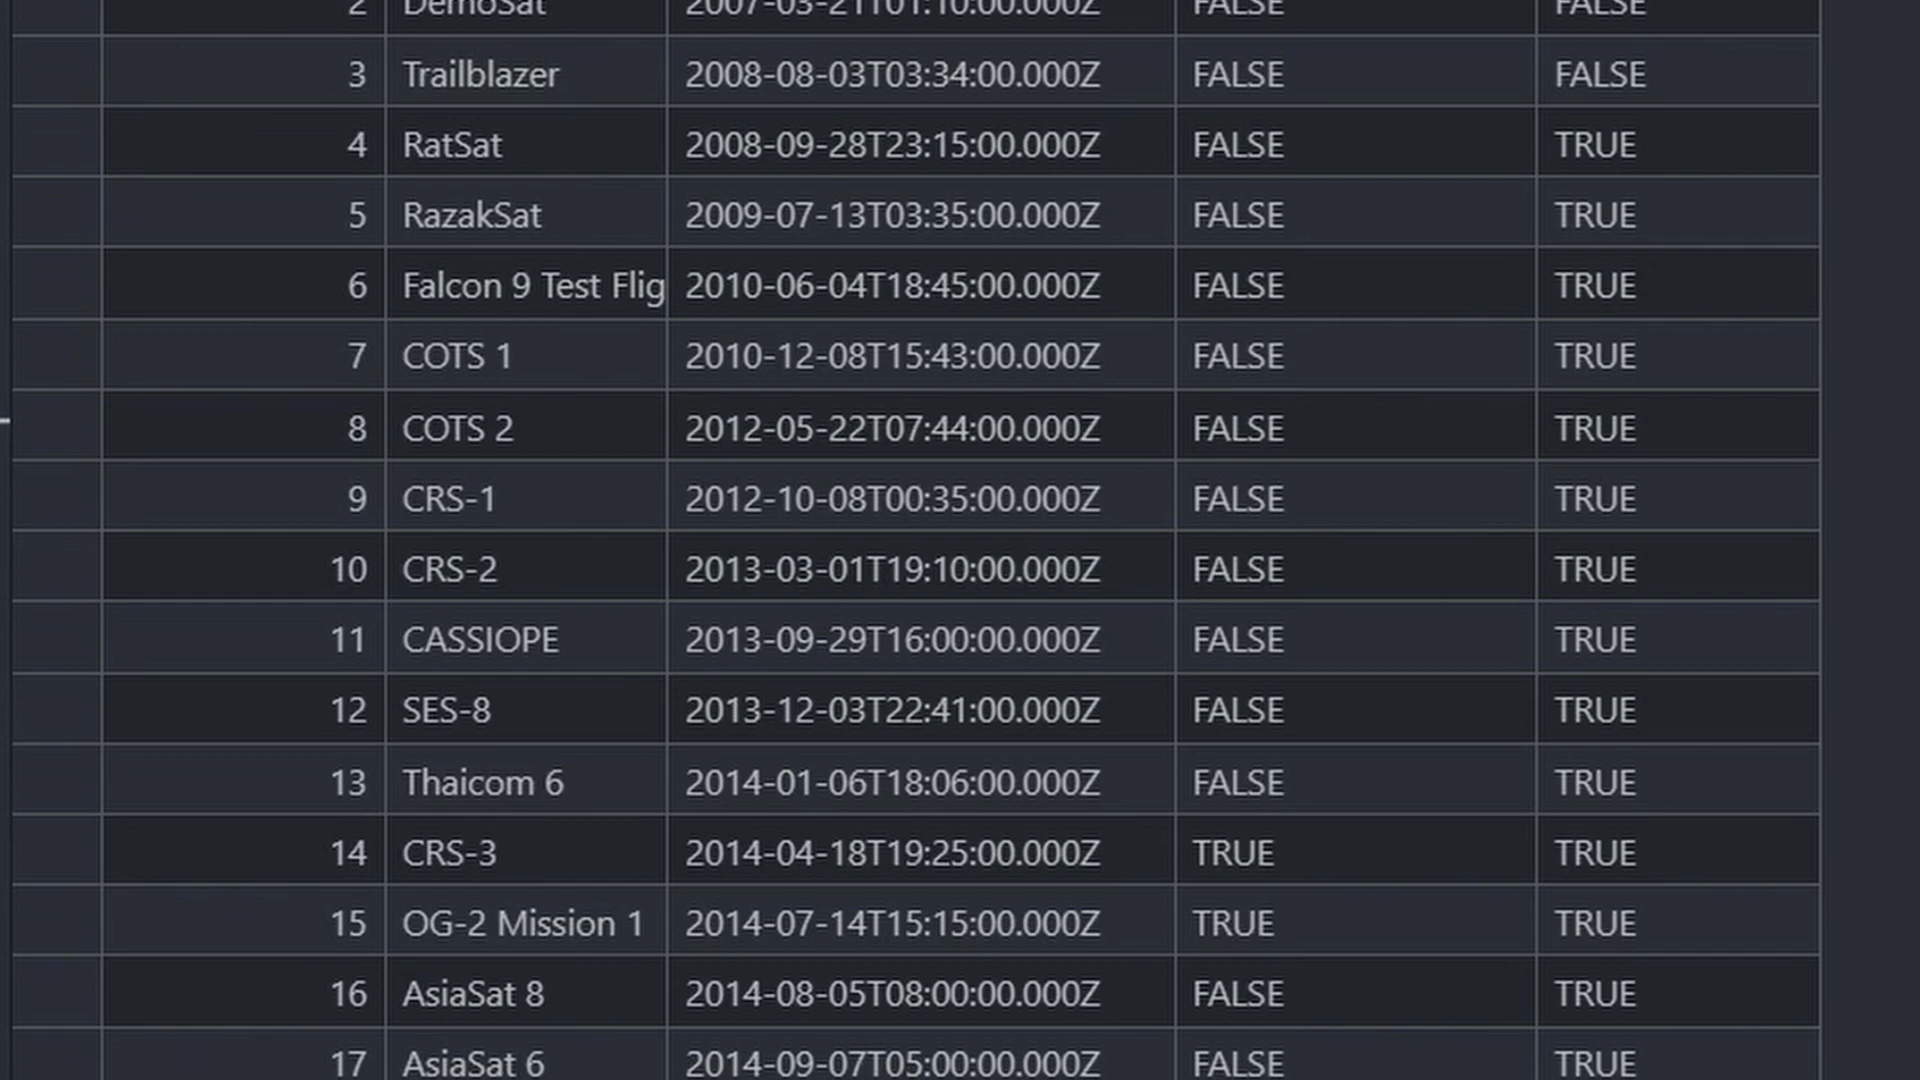 2 DemoSat 2007-03-21T01:10:00.000Z FALSE FALSE
3 Trailblazer 2008-08-03T03:34:00.000Z FALSE FALSE
4 RatSat 2008-09-28T23:15:00.000Z FALSE TRUE
5 RazakSat 2009-07-13T03:35:00.000Z FALSE TRUE
6 Falcon 9 Test Flig 2010-06-04T18:45:00.000Z FALSE TRUE
7 COTS 1 2010-12-08T15:43:00.000Z FALSE TRUE
8 COTS 2 2012-05-22T07:44:00.000Z FALSE TRUE
9 CRS-1 2012-10-08T00:35:00.000Z FALSE TRUE
10 CRS-2 2013-03-01T19:10:00.000Z FALSE TRUE
11 CASSIOPE 2013-09-29T16:00:00.000Z FALSE TRUE
12 SES-8 2013-12-03T22:41:00.000Z FALSE TRUE
13 Thaicom 6 2014-01-06T18:06:00.000Z FALSE TRUE
14 CRS-3 2014-04-18T19:25:00.000Z TRUE TRUE
15 OG-2 Mission 1 2014-07-14T15:15:00.000Z TRUE TRUE
16 AsiaSat 8 2014-08-05T08:00:00.000Z FALSE TRUE
17 AsiaSat 6 2014-09-07T05:00:00.000Z FALSE TRUE